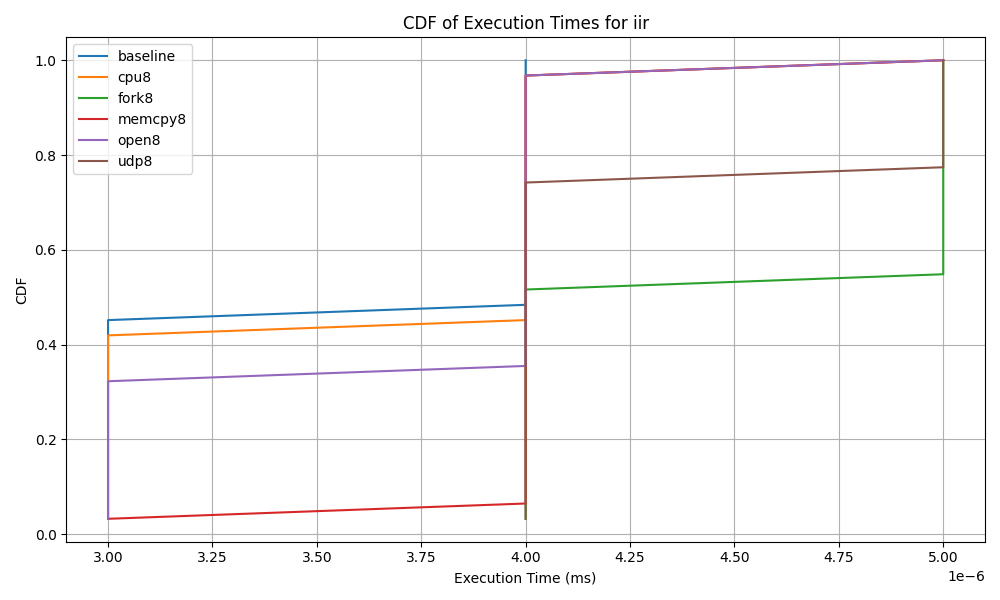 CDF of Execution Times for iir
baseline
cpu8
fork8
memcpy8
open8
udp8
CDF
1.0
0.8
0.6
0.4
0.2
0.0
3.00 3.25 3.50 3.75 4.00 4.25 4.50 4.75 5.00
1e−6
Execution Time (ms)